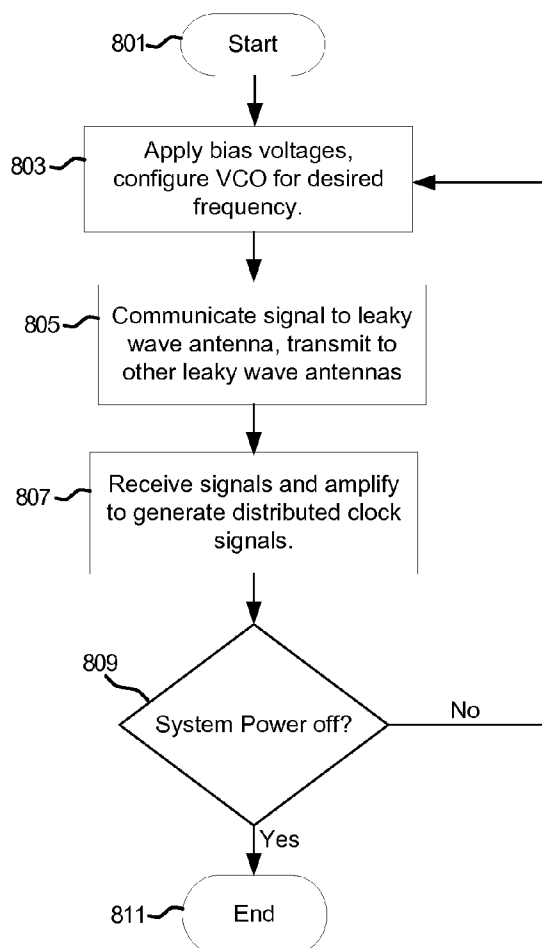 801
Start
803
Apply bias voltages,
configure VCO for desired
frequency.
805
Communicate signal to leaky
wave antenna, transmit to
other leaky wave antennas
807
Receive signals and amplify
to generate distributed clock
signals.
809
System Power off?
No
Yes
811
End